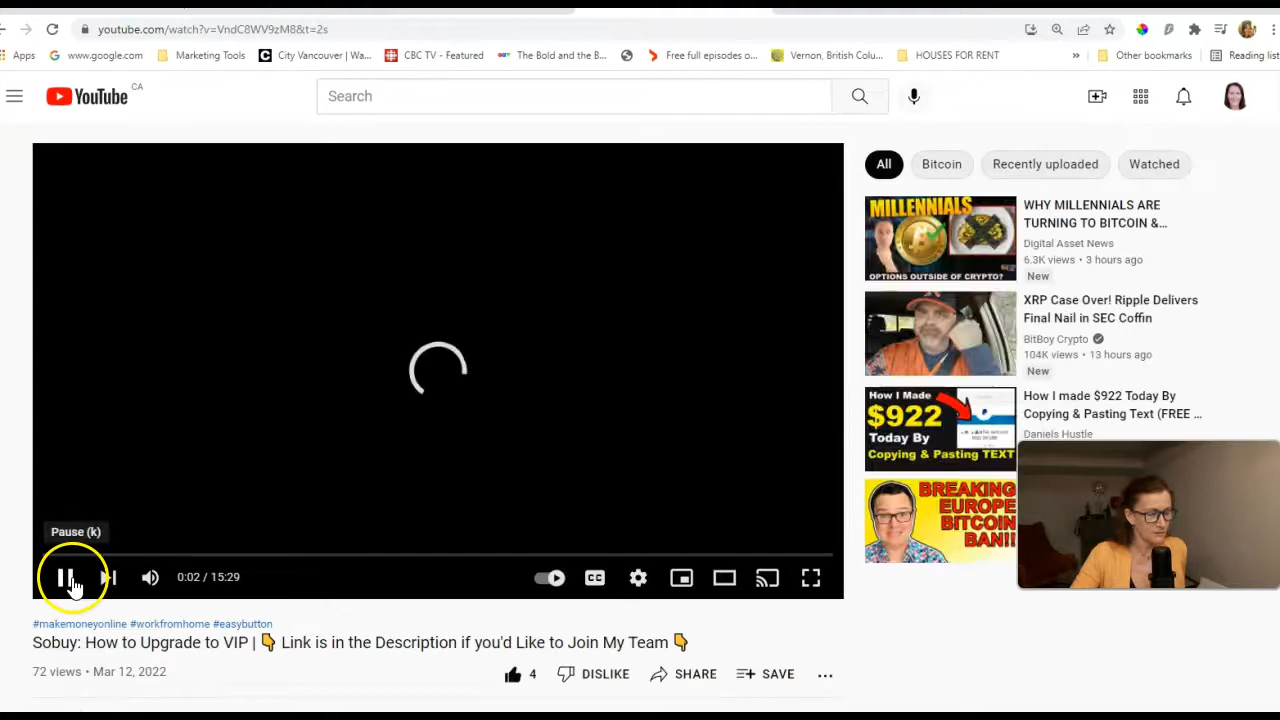 youtube.com/watch?v=VndC8WV9zM8&t=2s
Apps www.google.com Marketing Tools City Vancouver | Wa... CBC TV - Featured The Bold and the B... Free full episodes o... Vernon, British Colu... HOUSES FOR RENT » Other bookmarks Reading list
YouTube CA
Search
All Bitcoin Recently uploaded Watched
MILLENNIALS
OPTIONS OUTSIDE OF CRYPTO?
WHY MILLENNIALS ARE
TURNING TO BITCOIN &...
Digital Asset News
6.3K views • 3 hours ago
New
XRP Case Over! Ripple Delivers
Final Nail in SEC Coffin
BitBoy Crypto
104K views • 13 hours ago
New
How I Made
$922
Today By
Copying & Pasting TEXT
How I made $922 Today By
Copying & Pasting Text (FREE ...
Daniels Hustle
BREAKING
EUROPE
BITCOIN
BAN!!
Pause (k)
0:02 / 15:29
CC
#makemoneyonline #workfromhome #easybutton
Sobuy: How to Upgrade to VIP | 👇 Link is in the Description if you'd Like to Join My Team 👇
72 views • Mar 12, 2022
4 DISLIKE SHARE SAVE